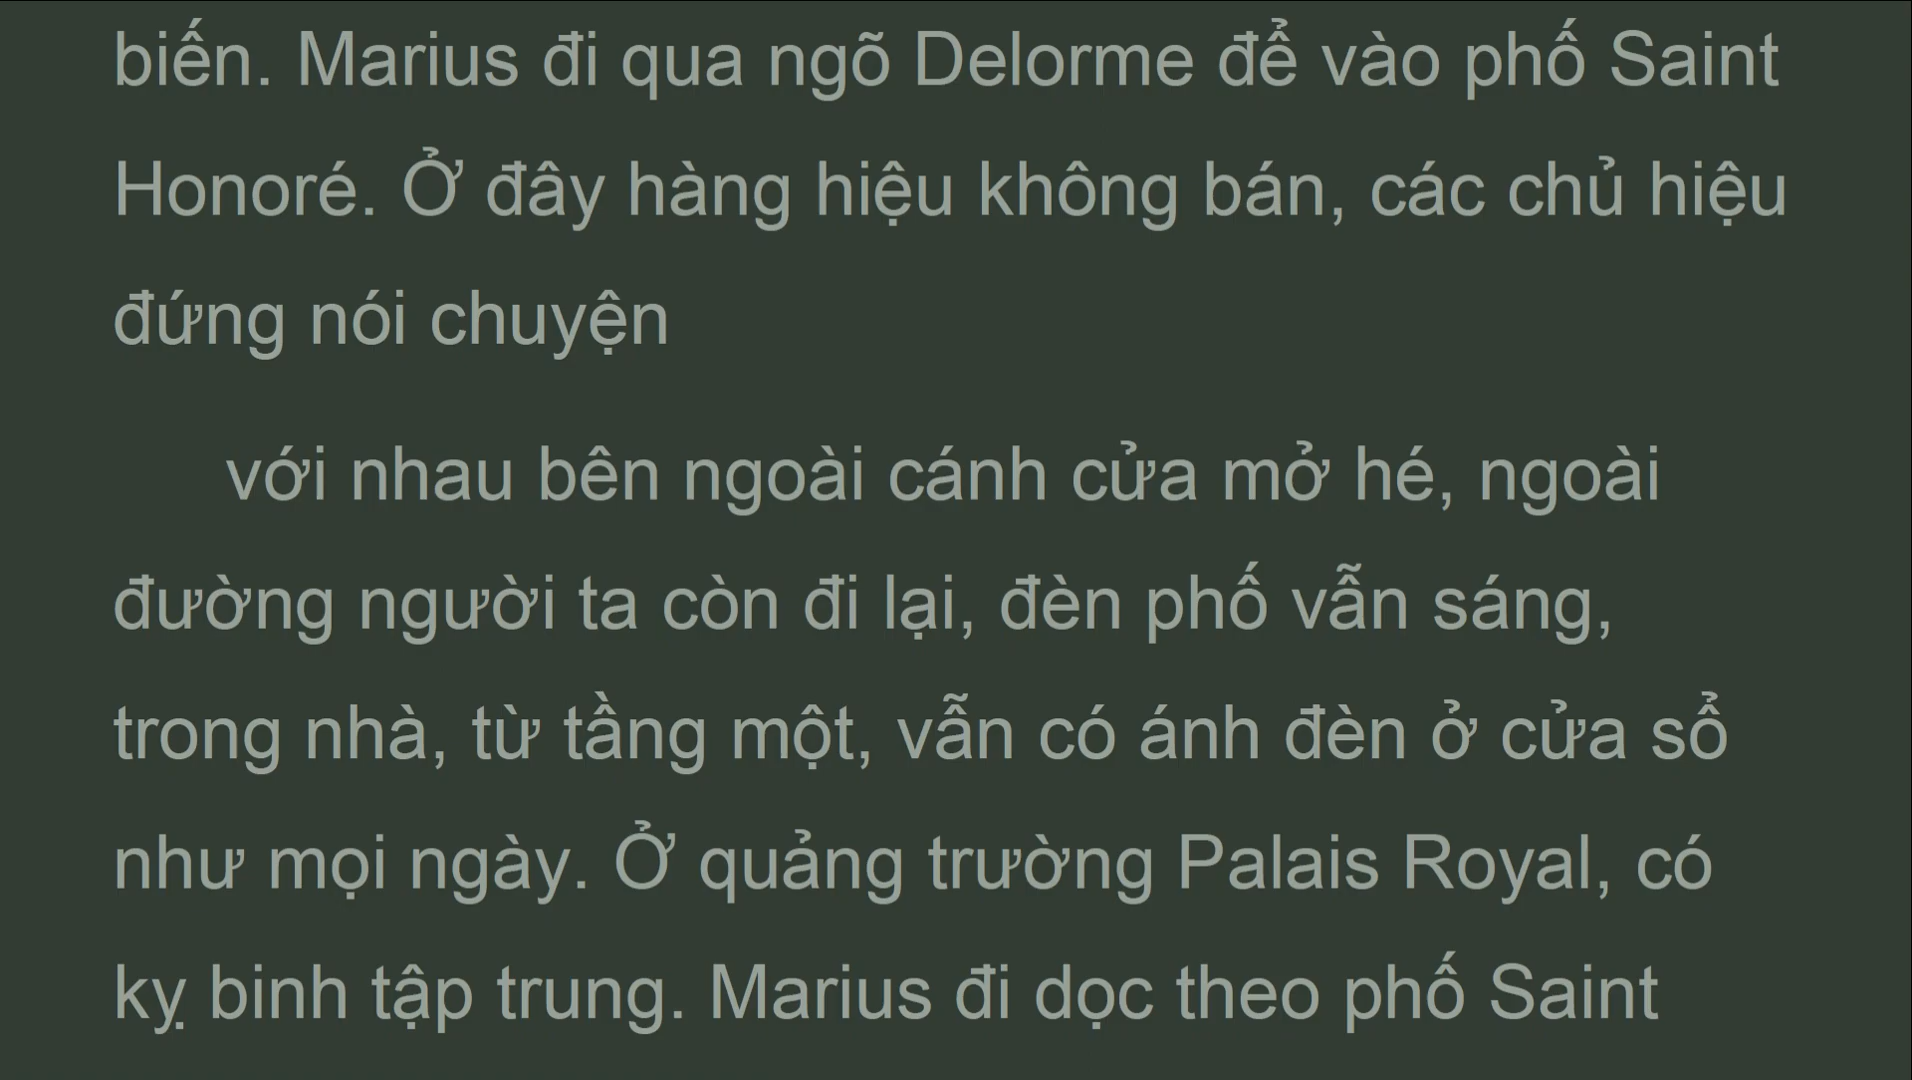 biến. Marius đi qua ngõ Delorme để vào phố Saint
Honoré. Ở đây hàng hiệu không bán, các chủ hiệu
đứng nói chuyện
với nhau bên ngoài cánh cửa mở hé, ngoài
đường người ta còn đi lại, đèn phố vẫn sáng,
trong nhà, từ tầng một, vẫn có ánh đèn ở cửa sổ
như mọi ngày. Ở quảng trường Palais Royal, có
kỵ binh tập trung. Marius đi dọc theo phố Saint